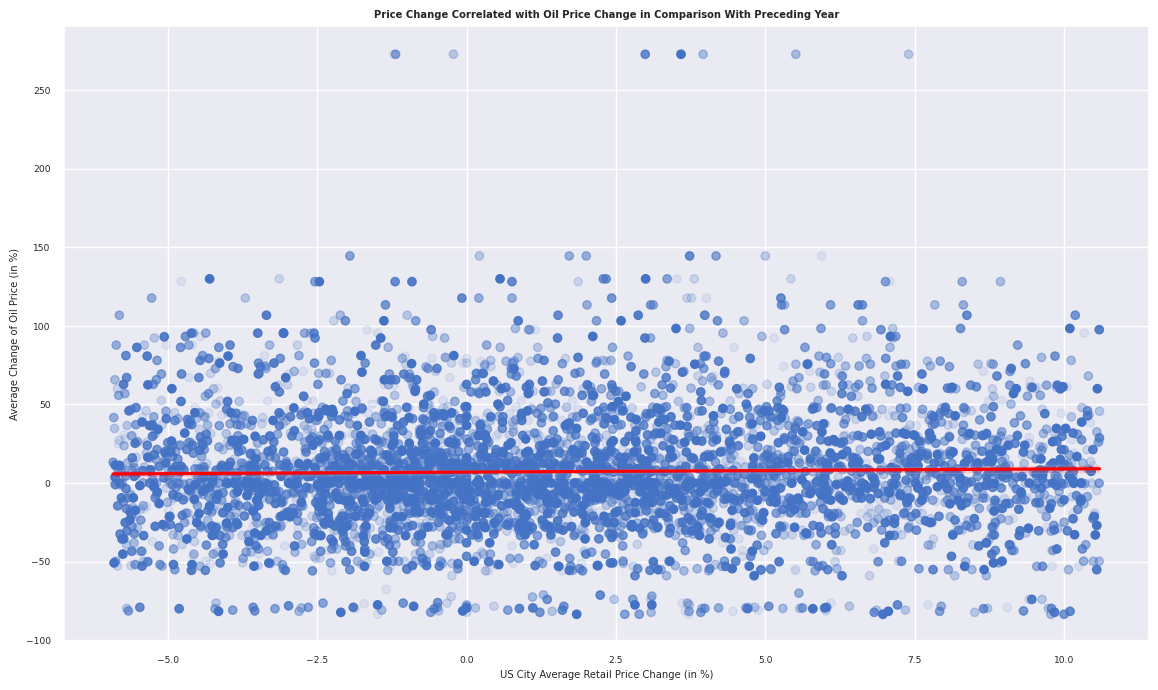 Price Change Correlated with Oil Price Change in Comparison With Preceding Year
Average Change of Oil Price (in %)
250
200
150
100
50
0
−50
−100
−5.0 −2.5 0.0 2.5 5.0 7.5 10.0
US City Average Retail Price Change (in %)